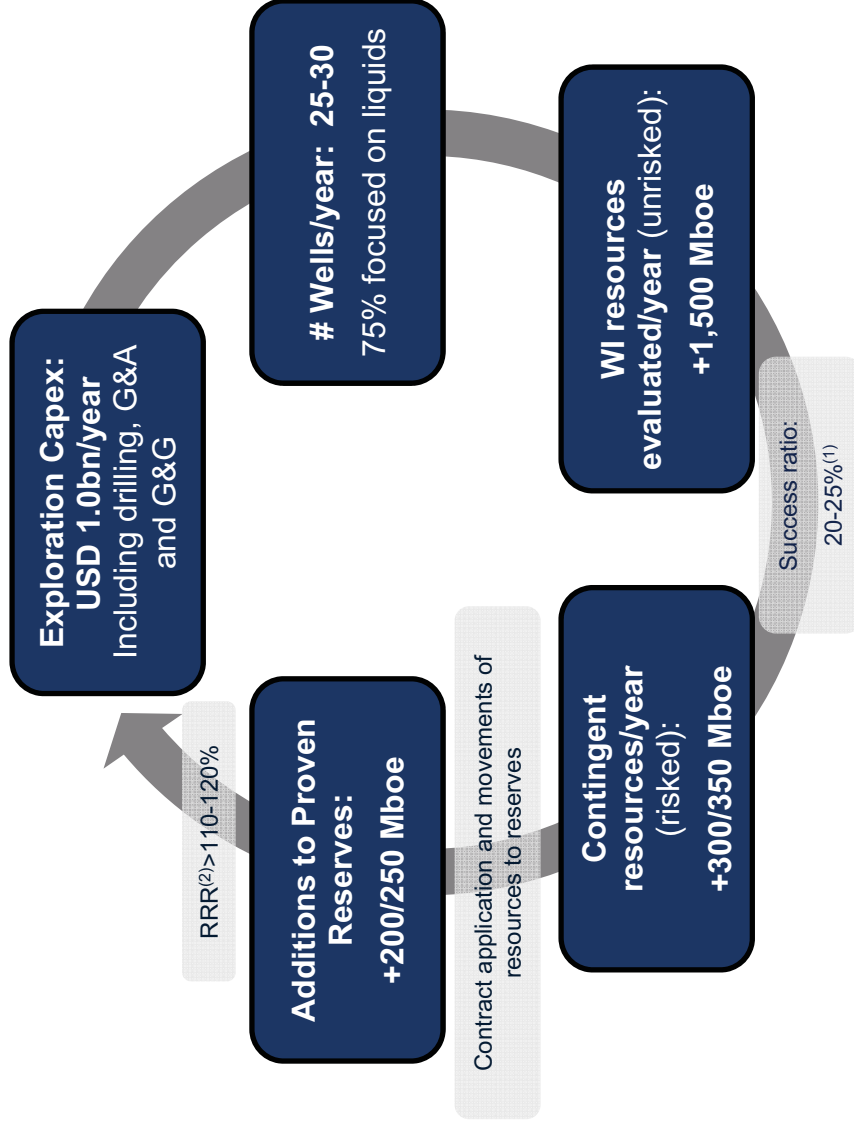 Exploration Capex:
USD 1.0bn/year
Including drilling, G&A
and G&G
# Wells/year: 25-30
75% focused on liquids
WI resources
evaluated/year (unrisked):
+1,500 Mboe
Success ratio:
20-25%(1)
Contingent
resources/year
(risked):
+300/350 Mboe
Contract application and movements of
resources to reserves
Additions to Proven
Reserves:
+200/250 Mboe
RRR(2)>110-120%